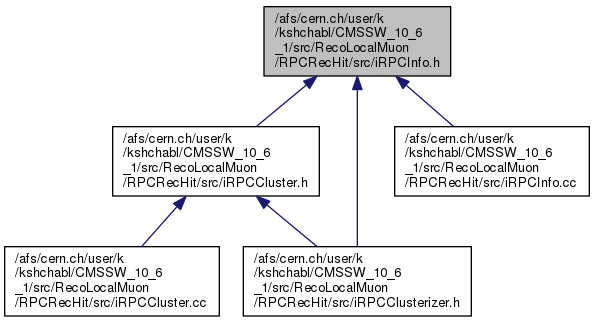 /afs/cern.ch/user/k
/kshchabl/CMSSW_10_6
_1/src/RecoLocalMuon
/RPCRecHit/src/iRPCInfo.h
/afs/cern.ch/user/k
/kshchabl/CMSSW_10_6
_1/src/RecoLocalMuon
/RPCRecHit/src/iRPCCluster.h
/afs/cern.ch/user/k
/kshchabl/CMSSW_10_6
_1/src/RecoLocalMuon
/RPCRecHit/src/iRPCInfo.cc
/afs/cern.ch/user/k
/kshchabl/CMSSW_10_6
_1/src/RecoLocalMuon
/RPCRecHit/src/iRPCCluster.cc
/afs/cern.ch/user/k
/kshchabl/CMSSW_10_6
_1/src/RecoLocalMuon
/RPCRecHit/src/iRPCClusterizer.h